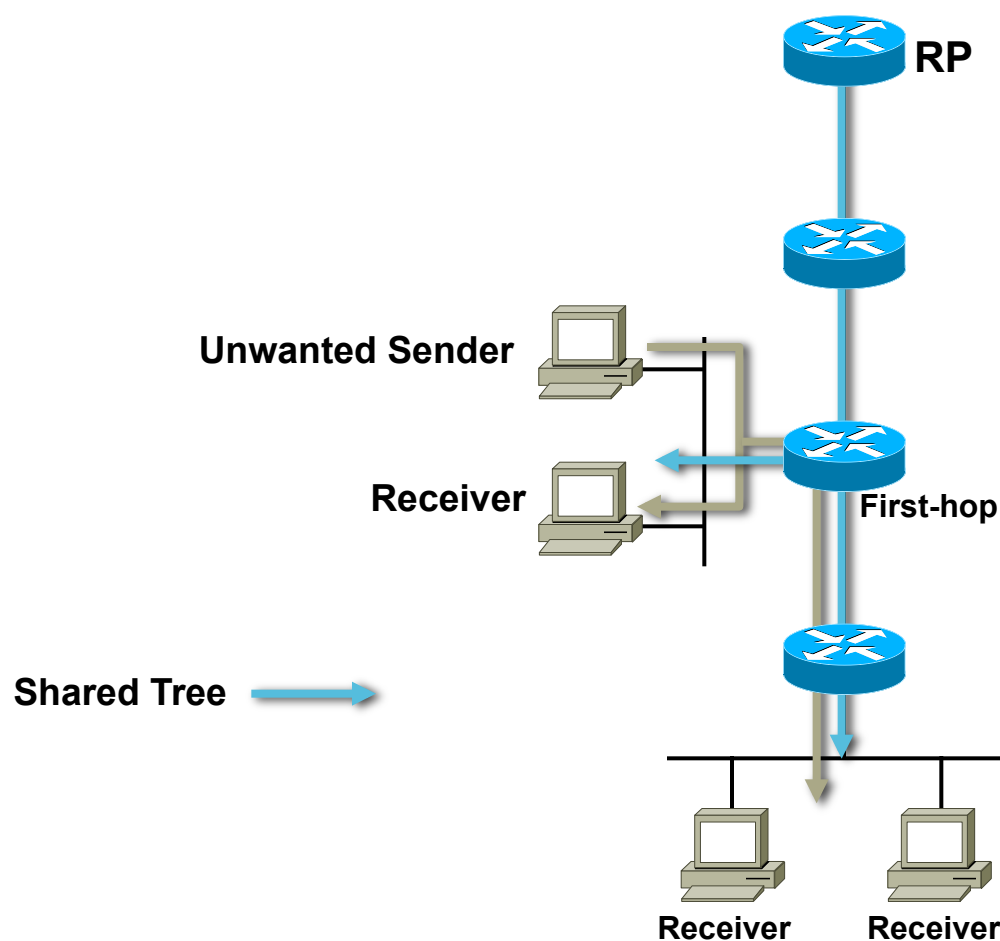 RP
Unwanted Sender
Receiver
First-hop
Shared Tree
Receiver
Receiver